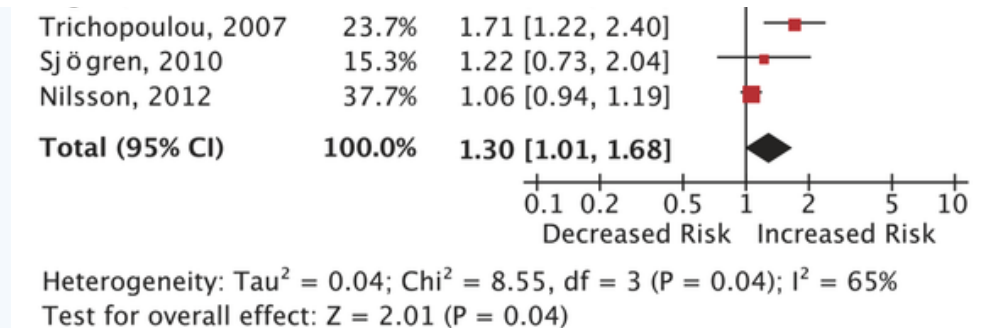 Trichopoulou, 2007 23.7% 1.71 [1.22, 2.40]
Sjögren, 2010 15.3% 1.22 [0.73, 2.04]
Nilsson, 2012 37.7% 1.06 [0.94, 1.19]
Total (95% CI) 100.0% 1.30 [1.01, 1.68]
0.1 0.2 0.5 1 2 5 10
Decreased Risk Increased Risk
Heterogeneity: Tau² = 0.04; Chi² = 8.55, df = 3 (P = 0.04); I² = 65%
Test for overall effect: Z = 2.01 (P = 0.04)